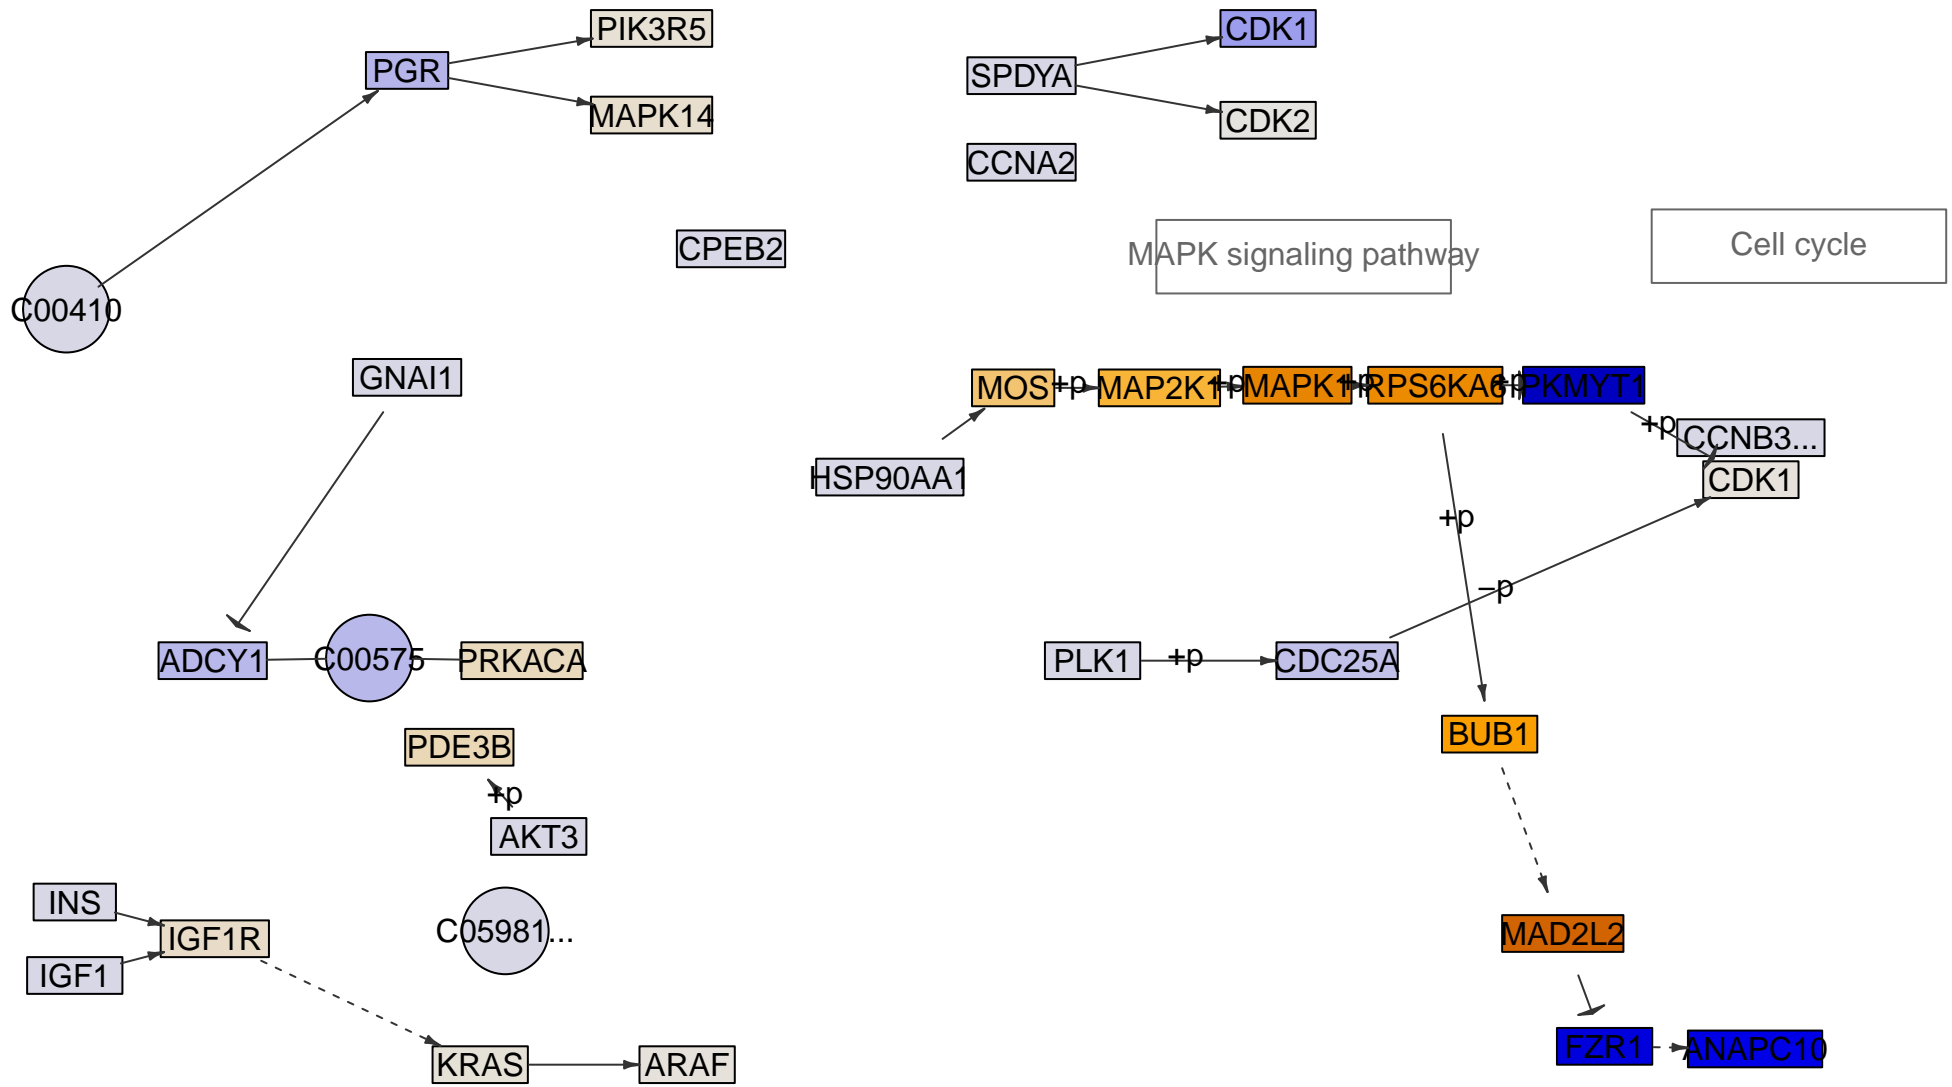 PIK3R5
CDK1
PGR
SPDYA
MAPK14
CDK2
CCNA2
CPEB2
MAPK signaling pathway
Cell cycle
C00410
GNAI1
MOS
+p
MAP2K1
+p
MAPK1
+p
RPS6KA6
+p
PKMYT1
+p
CCNB3...
HSP90AA1
CDK1
+p
−p
ADCY1
C00575
PRKACA
PLK1
+p
CDC25A
BUB1
PDE3B
+p
AKT3
INS
IGF1R
C05981...
MAD2L2
IGF1
KRAS
ARAF
FZR1
ANAPC10